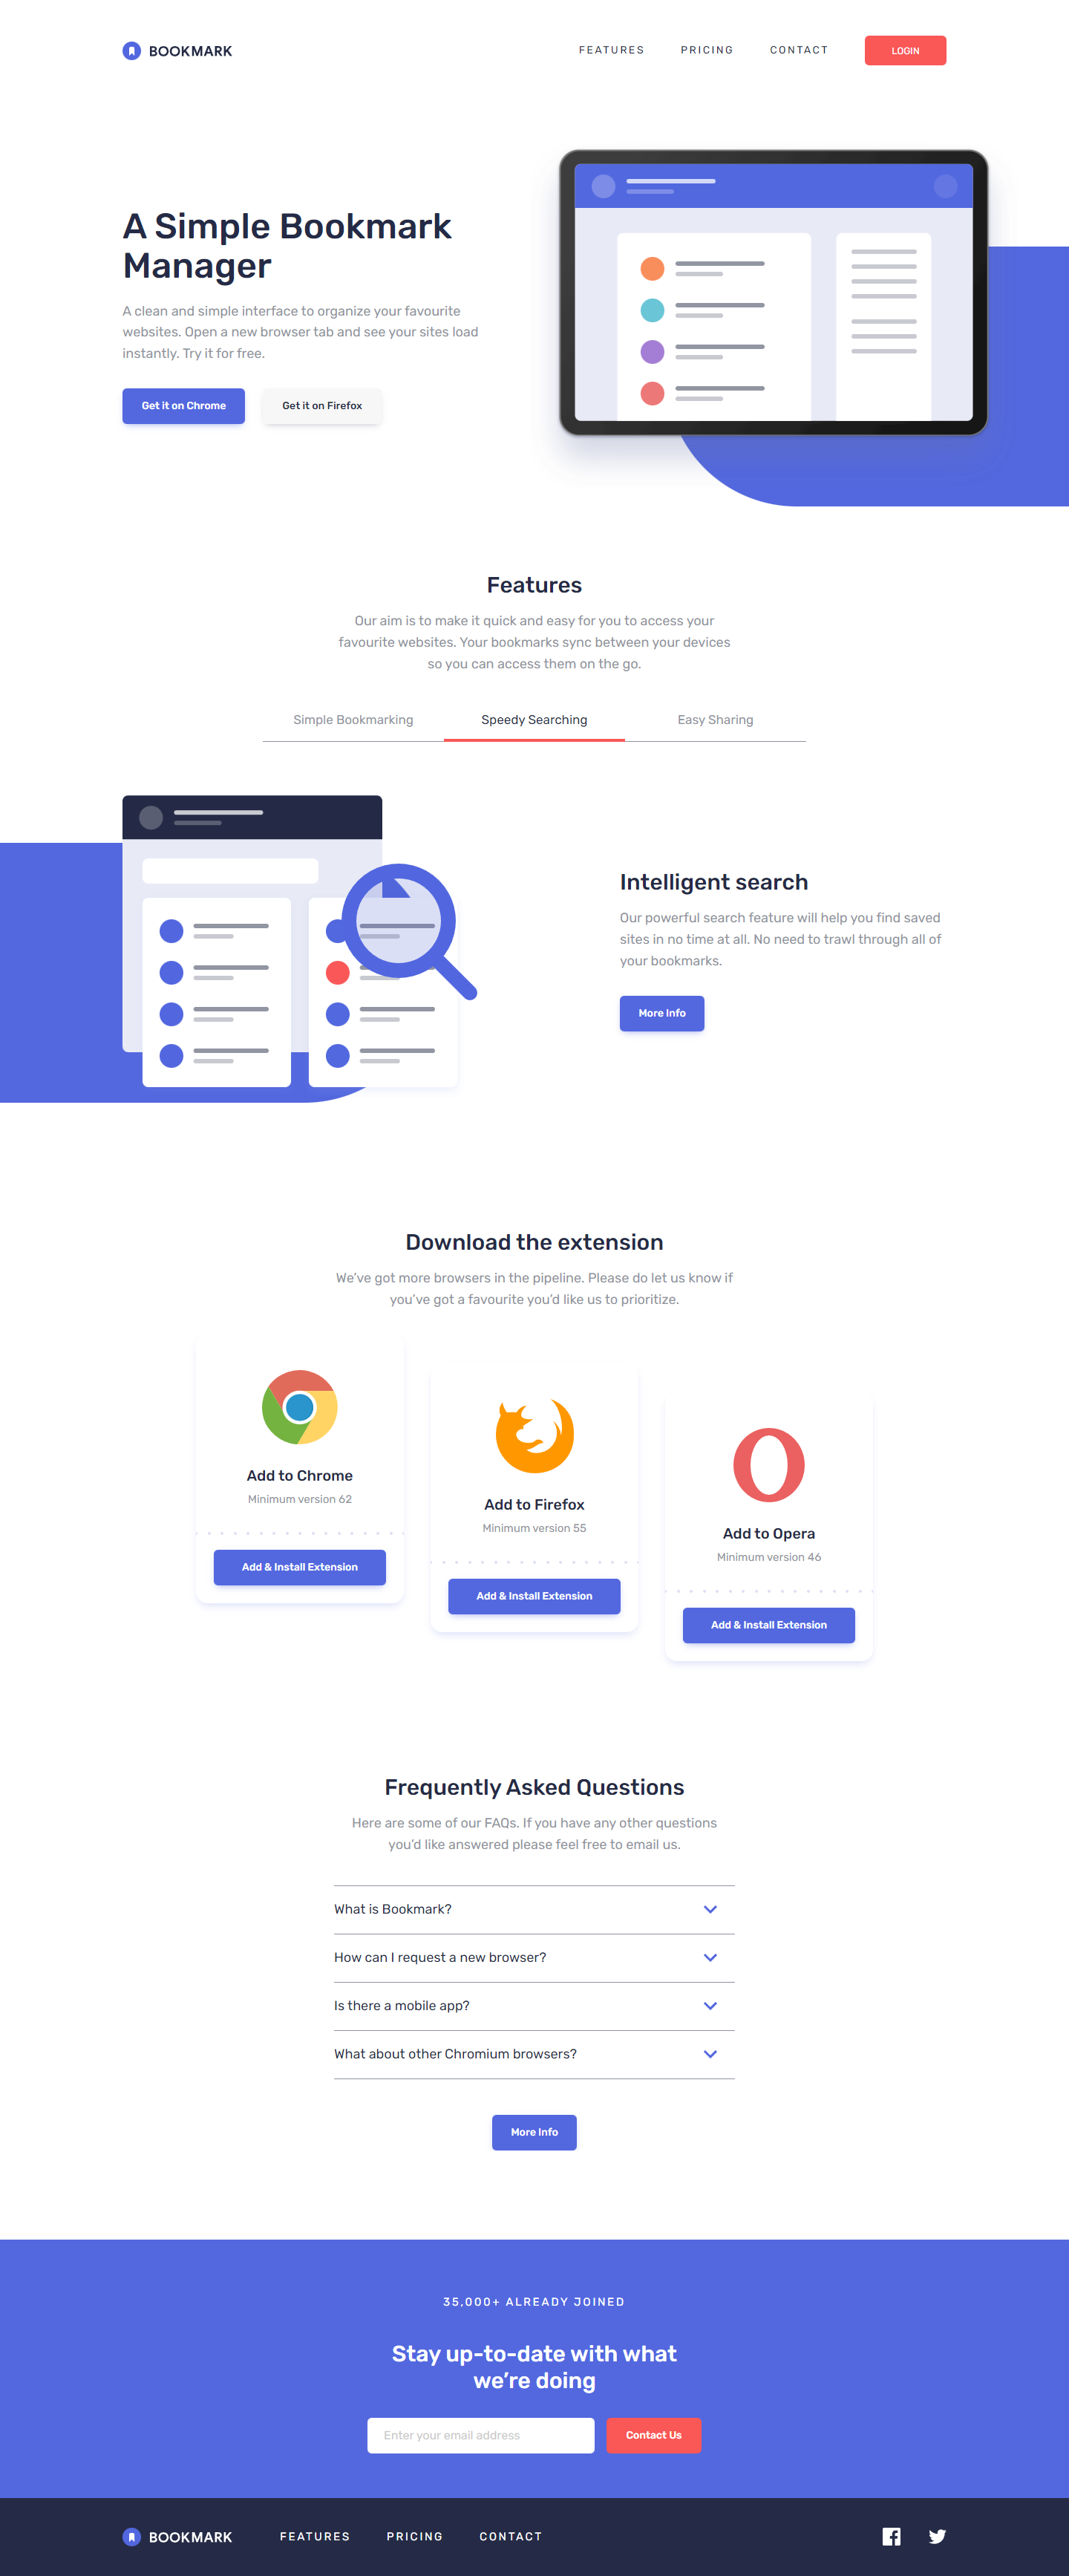 BOOKMARK
FEATURES PRICING CONTACT LOGIN
A Simple Bookmark
Manager
A clean and simple interface to organize your favourite
websites. Open a new browser tab and see your sites load
instantly. Try it for free.
Get it on Chrome Get it on Firefox
Features
Our aim is to make it quick and easy for you to access your
favourite websites. Your bookmarks sync between your devices
so you can access them on the go.
Simple Bookmarking Speedy Searching Easy Sharing
Intelligent search
Our powerful search feature will help you find saved
sites in no time at all. No need to trawl through all of
your bookmarks.
More Info
Download the extension
We’ve got more browsers in the pipeline. Please do let us know if
you’ve got a favourite you’d like us to prioritize.
Add to Chrome
Minimum version 62
Add & Install Extension
Add to Firefox
Minimum version 55
Add & Install Extension
Add to Opera
Minimum version 46
Add & Install Extension
Frequently Asked Questions
Here are some of our FAQs. If you have any other questions
you’d like answered please feel free to email us.
What is Bookmark?
How can I request a new browser?
Is there a mobile app?
What about other Chromium browsers?
More Info
35,000+ ALREADY JOINED
Stay up-to-date with what
we’re doing
Enter your email address Contact Us
BOOKMARK FEATURES PRICING CONTACT